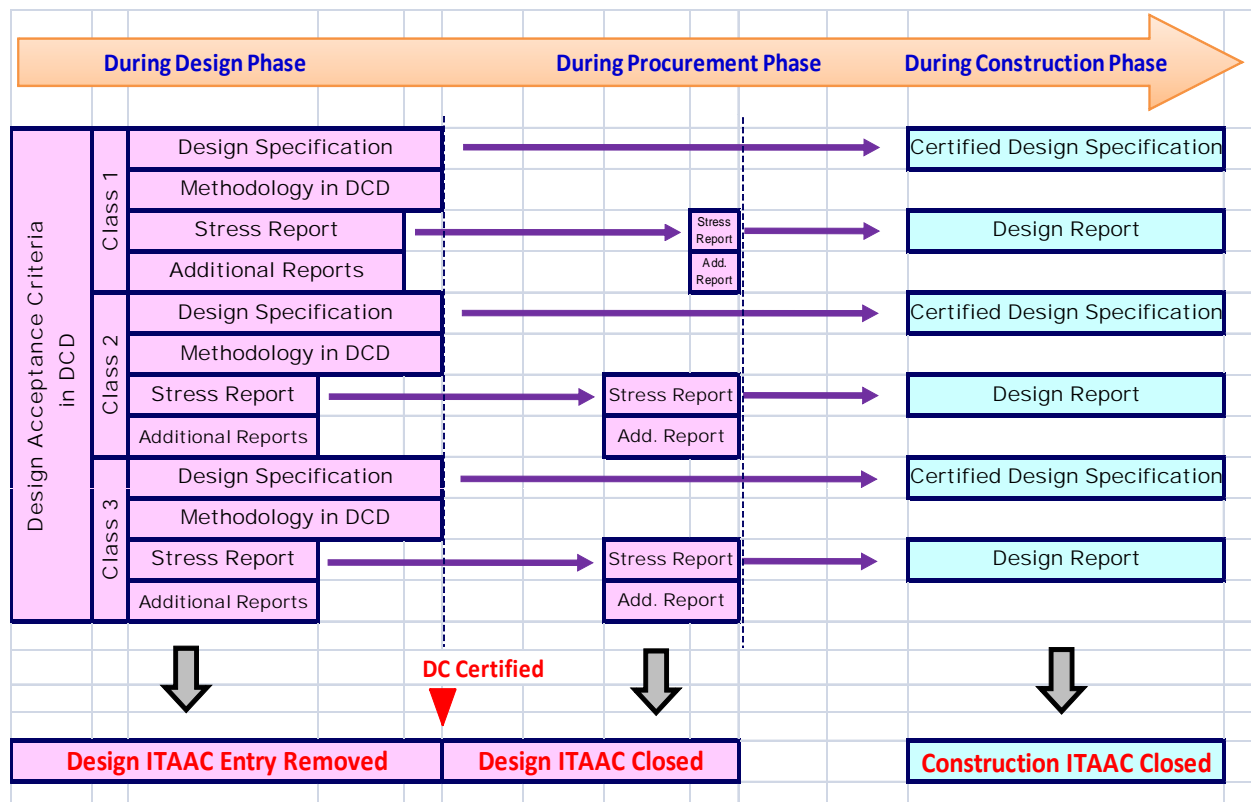 During Design Phase
During Procurement Phase
During Construction Phase
Design Acceptance Criteria
in DCD
Class 1
Design Specification
Certified Design Specification
Methodology in DCD
Stress Report
Stress
Report
Design Report
Additional Reports
Add.
Report
Class 2
Design Specification
Certified Design Specification
Methodology in DCD
Stress Report
Stress Report
Design Report
Additional Reports
Add. Report
Class 3
Design Specification
Certified Design Specification
Methodology in DCD
Stress Report
Stress Report
Design Report
Additional Reports
Add. Report
DC Certified
Design ITAAC Entry Removed
Design ITAAC Closed
Construction ITAAC Closed